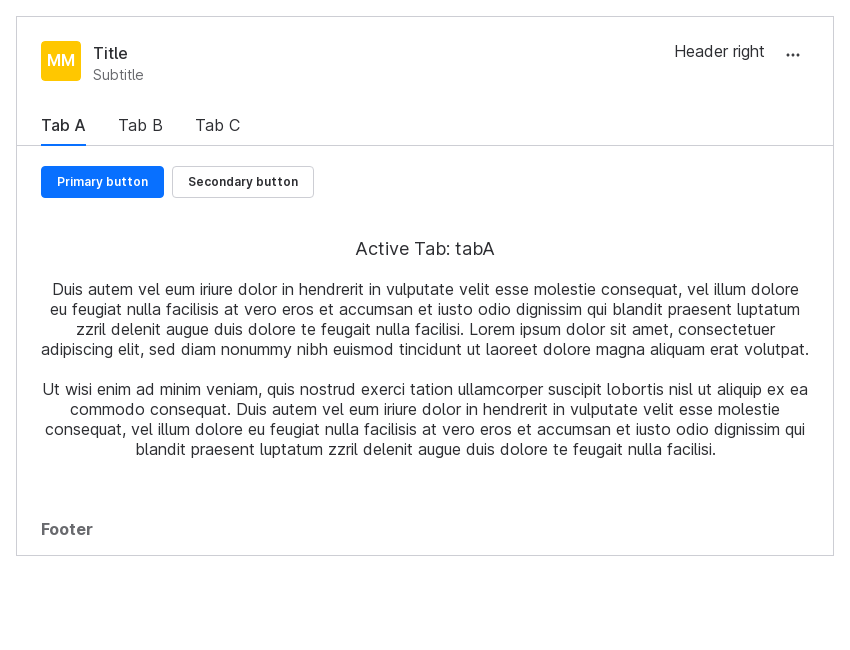 MM
Title
Subtitle
Header right
Tab A Tab B Tab C
Primary button Secondary button
Active Tab: tabA
Duis autem vel eum iriure dolor in hendrerit in vulputate velit esse molestie consequat, vel illum dolore
eu feugiat nulla facilisis at vero eros et accumsan et iusto odio dignissim qui blandit praesent luptatum
zzril delenit augue duis dolore te feugait nulla facilisi. Lorem ipsum dolor sit amet, consectetuer
adipiscing elit, sed diam nonummy nibh euismod tincidunt ut laoreet dolore magna aliquam erat volutpat.
Ut wisi enim ad minim veniam, quis nostrud exerci tation ullamcorper suscipit lobortis nisl ut aliquip ex ea
commodo consequat. Duis autem vel eum iriure dolor in hendrerit in vulputate velit esse molestie
consequat, vel illum dolore eu feugiat nulla facilisis at vero eros et accumsan et iusto odio dignissim qui
blandit praesent luptatum zzril delenit augue duis dolore te feugait nulla facilisi.
Footer